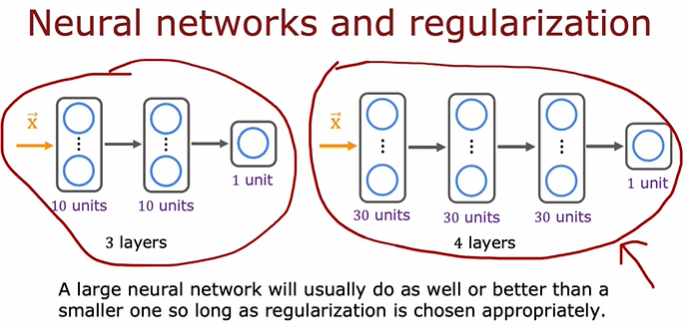 Neural networks and regularization
x⃗
10 units
10 units
1 unit
3 layers
x⃗
30 units
30 units
30 units
1 unit
4 layers
A large neural network will usually do as well or better than a
smaller one so long as regularization is chosen appropriately.